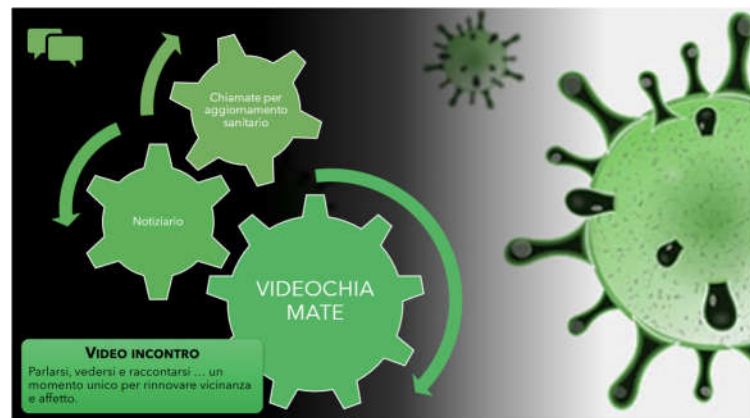 Chiamate per
aggiornamento
sanitario
Notiziario
VIDEOCHIA
MATE
VIDEO INCONTRO
Parlarsi, vedersi e raccontarsi ... un
momento unico per rinnovare vicinanza
e affetto.